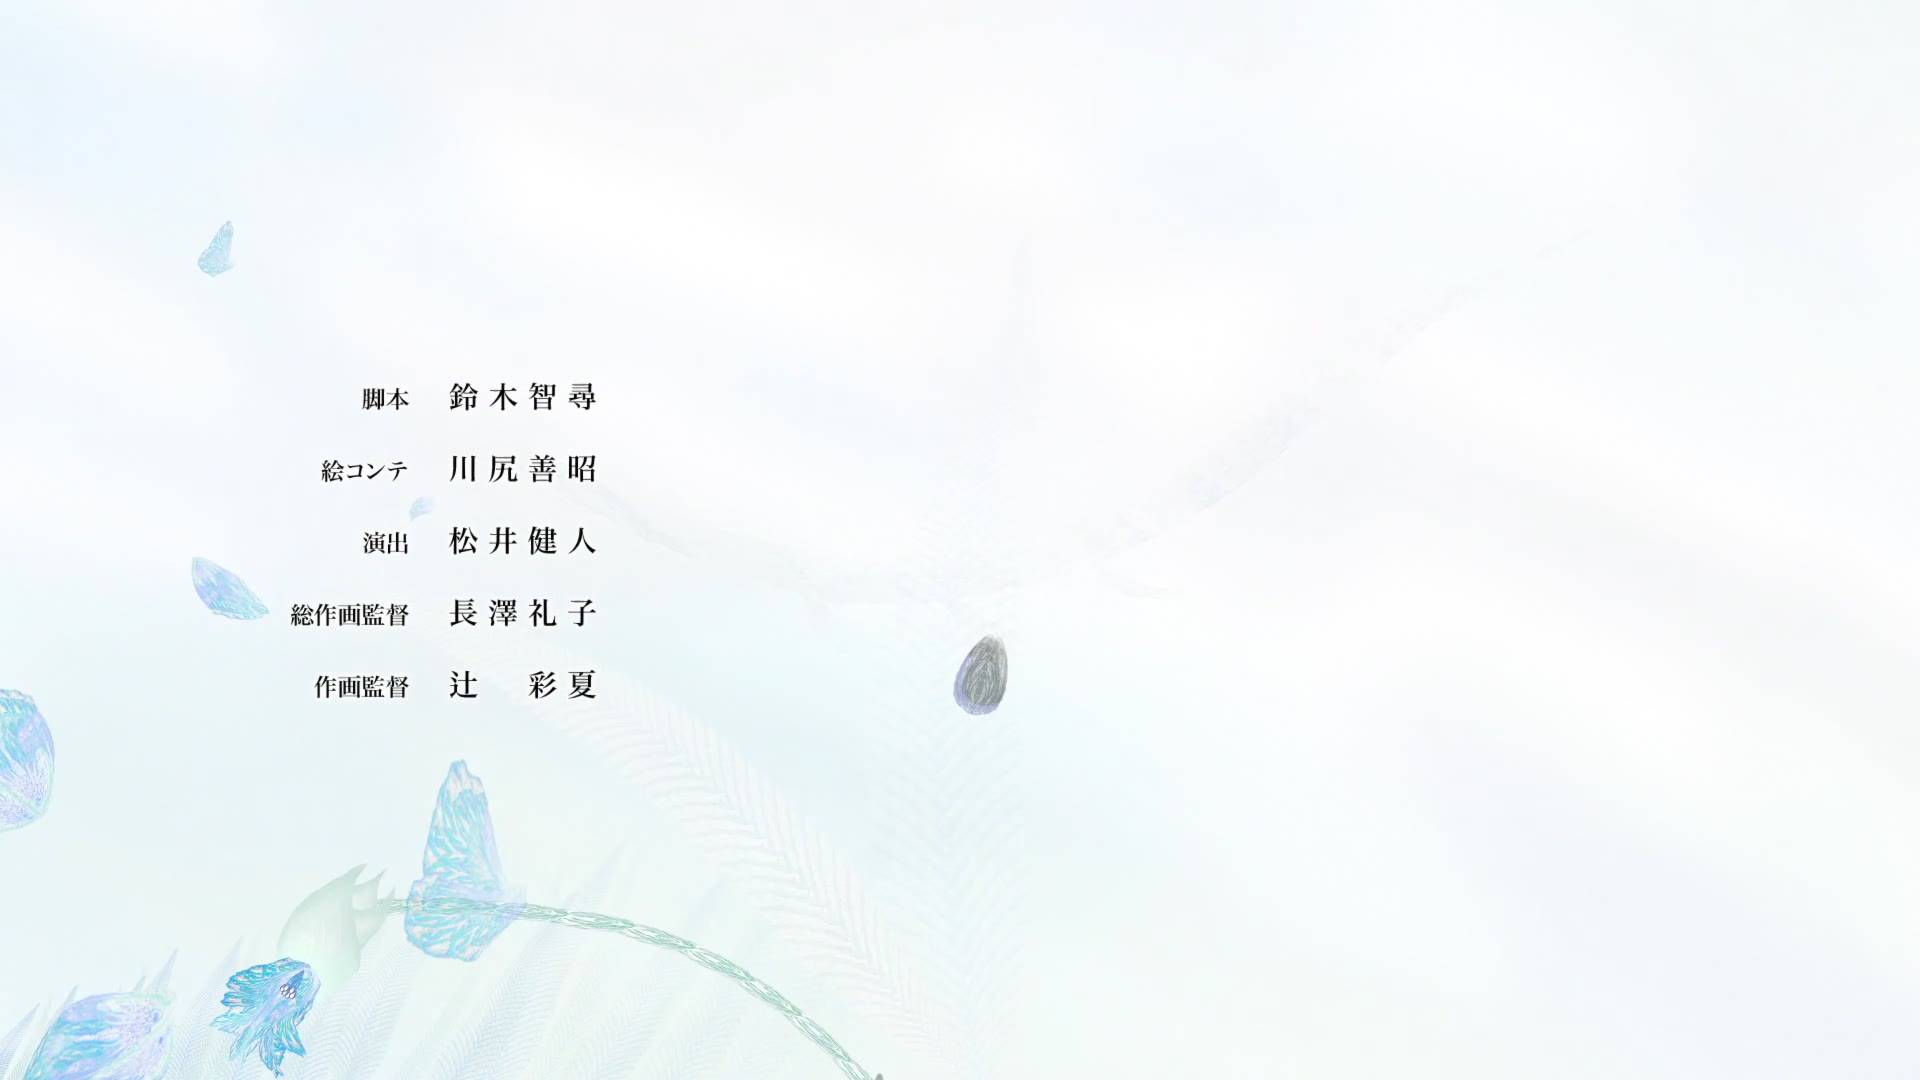 脚本　鈴木智尋
絵コンテ　川尻善昭
演出　松井健人
総作画監督　長澤礼子
作画監督　辻　彩夏